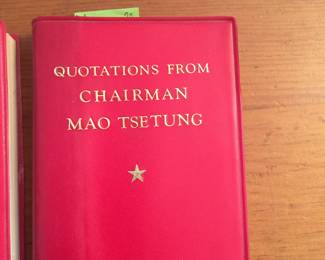 QUOTATIONS FROM
CHAIRMAN
MAO TSETUNG